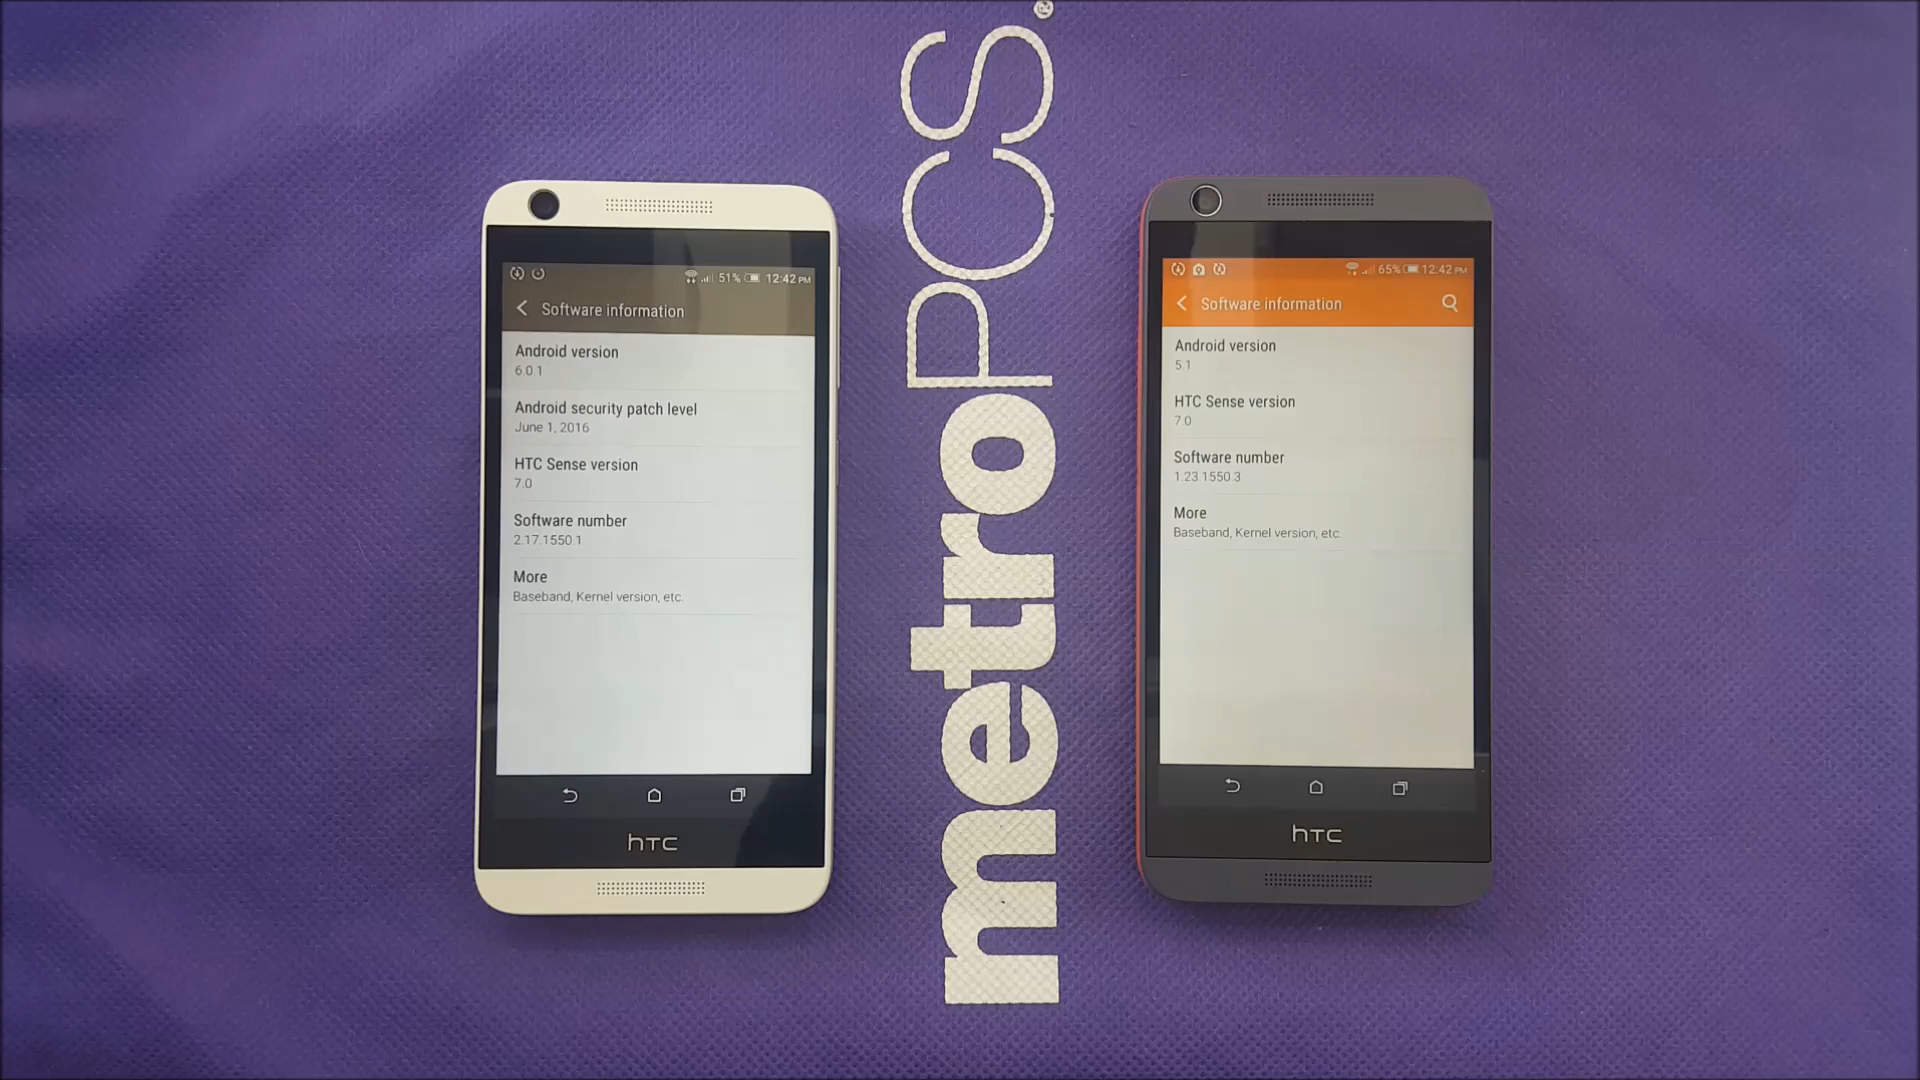 51% 12:42 PM
Software information
Android version
6.0.1
Android security patch level
June 1, 2016
HTC Sense version
7.0
Software number
2.17.1550.1
More
Baseband, Kernel version, etc.
hTC
metroPCS.
65% 12:42 PM
Software information
Android version
5.1
HTC Sense version
7.0
Software number
1.23.1550.3
More
Baseband, Kernel version, etc.
hTC